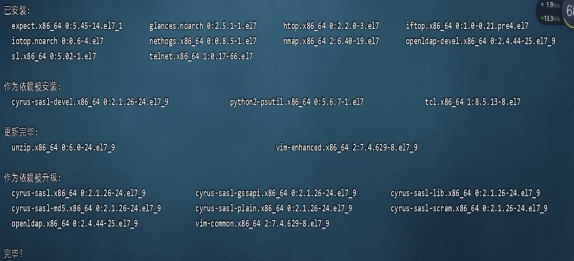 已安装:
expect.x86_64 0:5.45-14.el7_1 glances.noarch 0:2.5.1-1.el7 htop.x86_64 0:2.2.0-3.el7 iftop.x86_64 0:1.0-0.21.pre4.el7
iotop.noarch 0:0.6-4.el7 nethogs.x86_64 0:0.8.5-1.el7 nmap.x86_64 2:6.40-19.el7 openldap-devel.x86_64 0:2.4.44-25.el7_9
sl.x86_64 0:5.02-1.el7 telnet.x86_64 1:0.17-66.el7
作为依赖被安装:
cyrus-sasl-devel.x86_64 0:2.1.26-24.el7_9 python2-psutil.x86_64 0:5.6.7-1.el7 tcl.x86_64 1:8.5.13-8.el7
更新完毕:
unzip.x86_64 0:6.0-24.el7_9 vim-enhanced.x86_64 2:7.4.629-8.el7_9
作为依赖被升级:
cyrus-sasl.x86_64 0:2.1.26-24.el7_9 cyrus-sasl-gssapi.x86_64 0:2.1.26-24.el7_9 cyrus-sasl-lib.x86_64 0:2.1.26-24.el7_9
cyrus-sasl-md5.x86_64 0:2.1.26-24.el7_9 cyrus-sasl-plain.x86_64 0:2.1.26-24.el7_9 cyrus-sasl-scram.x86_64 0:2.1.26-24.el7_9
openldap.x86_64 0:2.4.44-25.el7_9 vim-common.x86_64 2:7.4.629-8.el7_9
完毕!